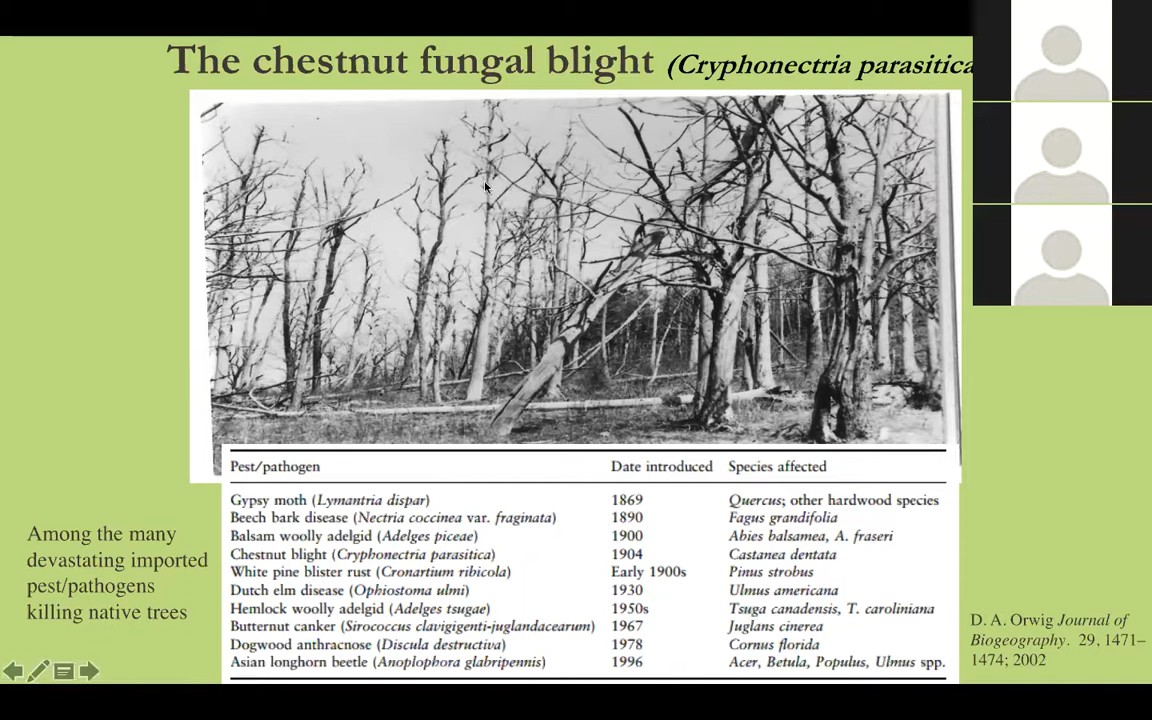 The chestnut fungal blight (Cryphonectria parasitica
Pest/pathogen Date introduced Species affected
Gypsy moth (Lymantria dispar) 1869 Quercus; other hardwood species
Beech bark disease (Nectria coccinea var. fraginata) 1890 Fagus grandifolia
Balsam woolly adelgid (Adelges piceae) 1900 Abies balsamea, A. fraseri
Chestnut blight (Cryphonectria parasitica) 1904 Castanea dentata
White pine blister rust (Cronartium ribicola) Early 1900s Pinus strobus
Dutch elm disease (Ophiostoma ulmi) 1930 Ulmus americana
Hemlock woolly adelgid (Adelges tsugae) 1950s Tsuga canadensis, T. caroliniana
Butternut canker (Sirococcus clavigigenti-juglandacearum) 1967 Juglans cinerea
Dogwood anthracnose (Discula destructiva) 1978 Cornus florida
Asian longhorn beetle (Anoplophora glabripennis) 1996 Acer, Betula, Populus, Ulmus spp.
Among the many
devastating imported
pest/pathogens
killing native trees
D. A. Orwig Journal of
Biogeography. 29, 1471–
1474; 2002